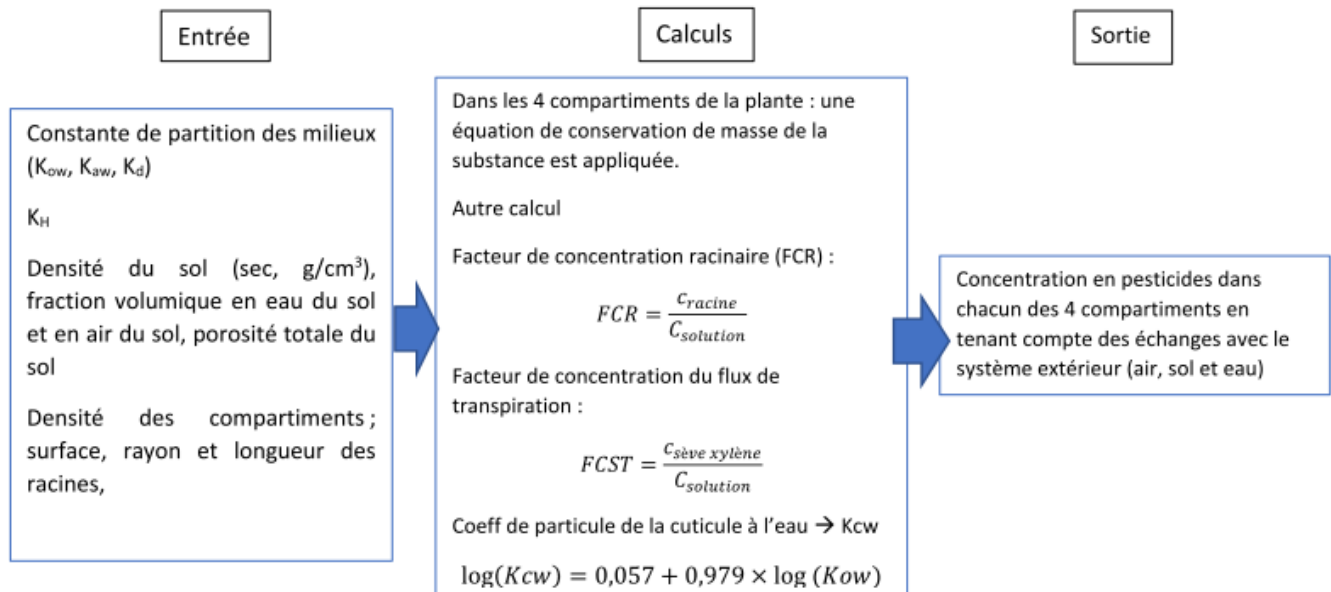 Entrée
Constante de partition des milieux
(Kow, Kaw, Kd)
KH
Densité du sol (sec, g/cm³),
fraction volumique en eau du sol
et en air du sol, porosité totale du
sol
Densité des compartiments ;
surface, rayon et longueur des
racines,
Calculs
Dans les 4 compartiments de la plante : une
équation de conservation de masse de la
substance est appliquée.
Autre calcul
Facteur de concentration racinaire (FCR) :
FCR = c_racine / C_solution
Facteur de concentration du flux de
transpiration :
FCST = c_sève xylène / C_solution
Coeff de particule de la cuticule à l'eau → Kcw
log(Kcw) = 0,057 + 0,979 × log (Kow)
Sortie
Concentration en pesticides dans
chacun des 4 compartiments en
tenant compte des échanges avec le
système extérieur (air, sol et eau)